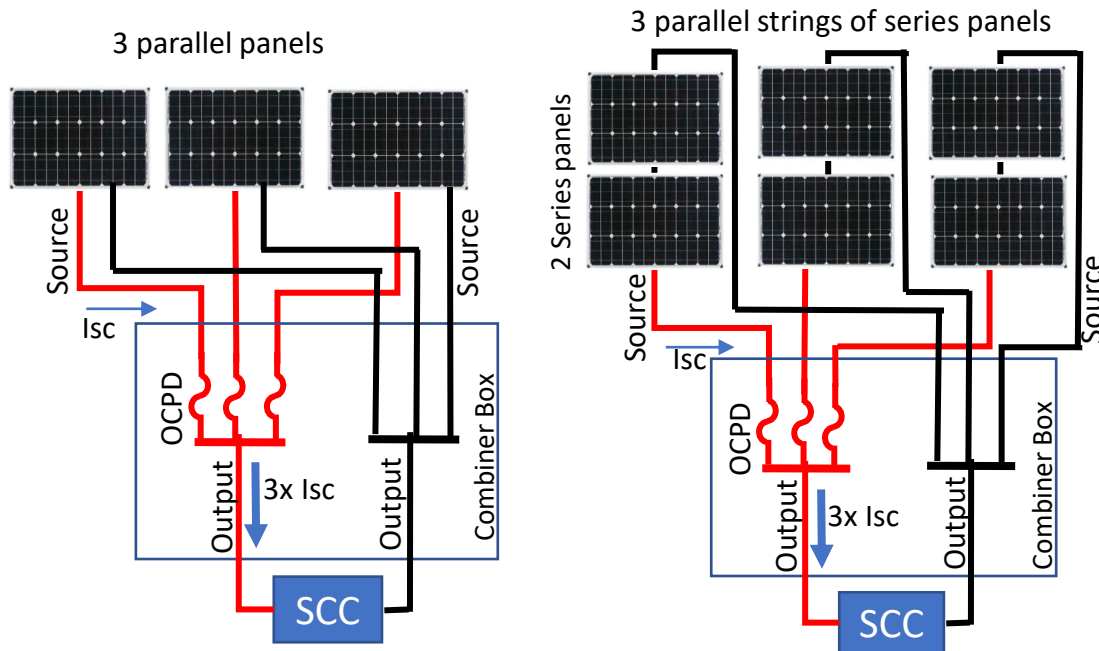 3 parallel panels
Source
Source
Isc
OCPD
Output
3x Isc
Output
Combiner Box
SCC
3 parallel strings of series panels
2 Series panels
Source
Source
Isc
OCPD
Output
3x Isc
Output
Combiner Box
SCC